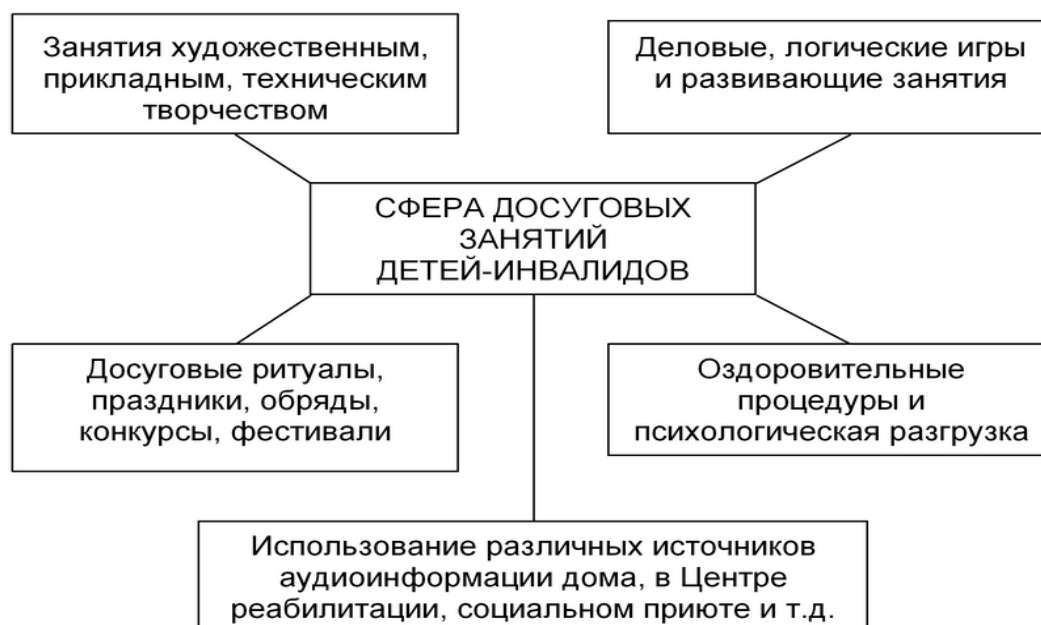 Занятия художественным,
прикладным, техническим
творчеством
Деловые, логические игры
и развивающие занятия
СФЕРА ДОСУГОВЫХ
ЗАНЯТИЙ
ДЕТЕЙ-ИНВАЛИДОВ
Досуговые ритуалы,
праздники, обряды,
конкурсы, фестивали
Оздоровительные
процедуры и
психологическая разгрузка
Использование различных источников
аудиоинформации дома, в Центре
реабилитации, социальном приюте и т.д.